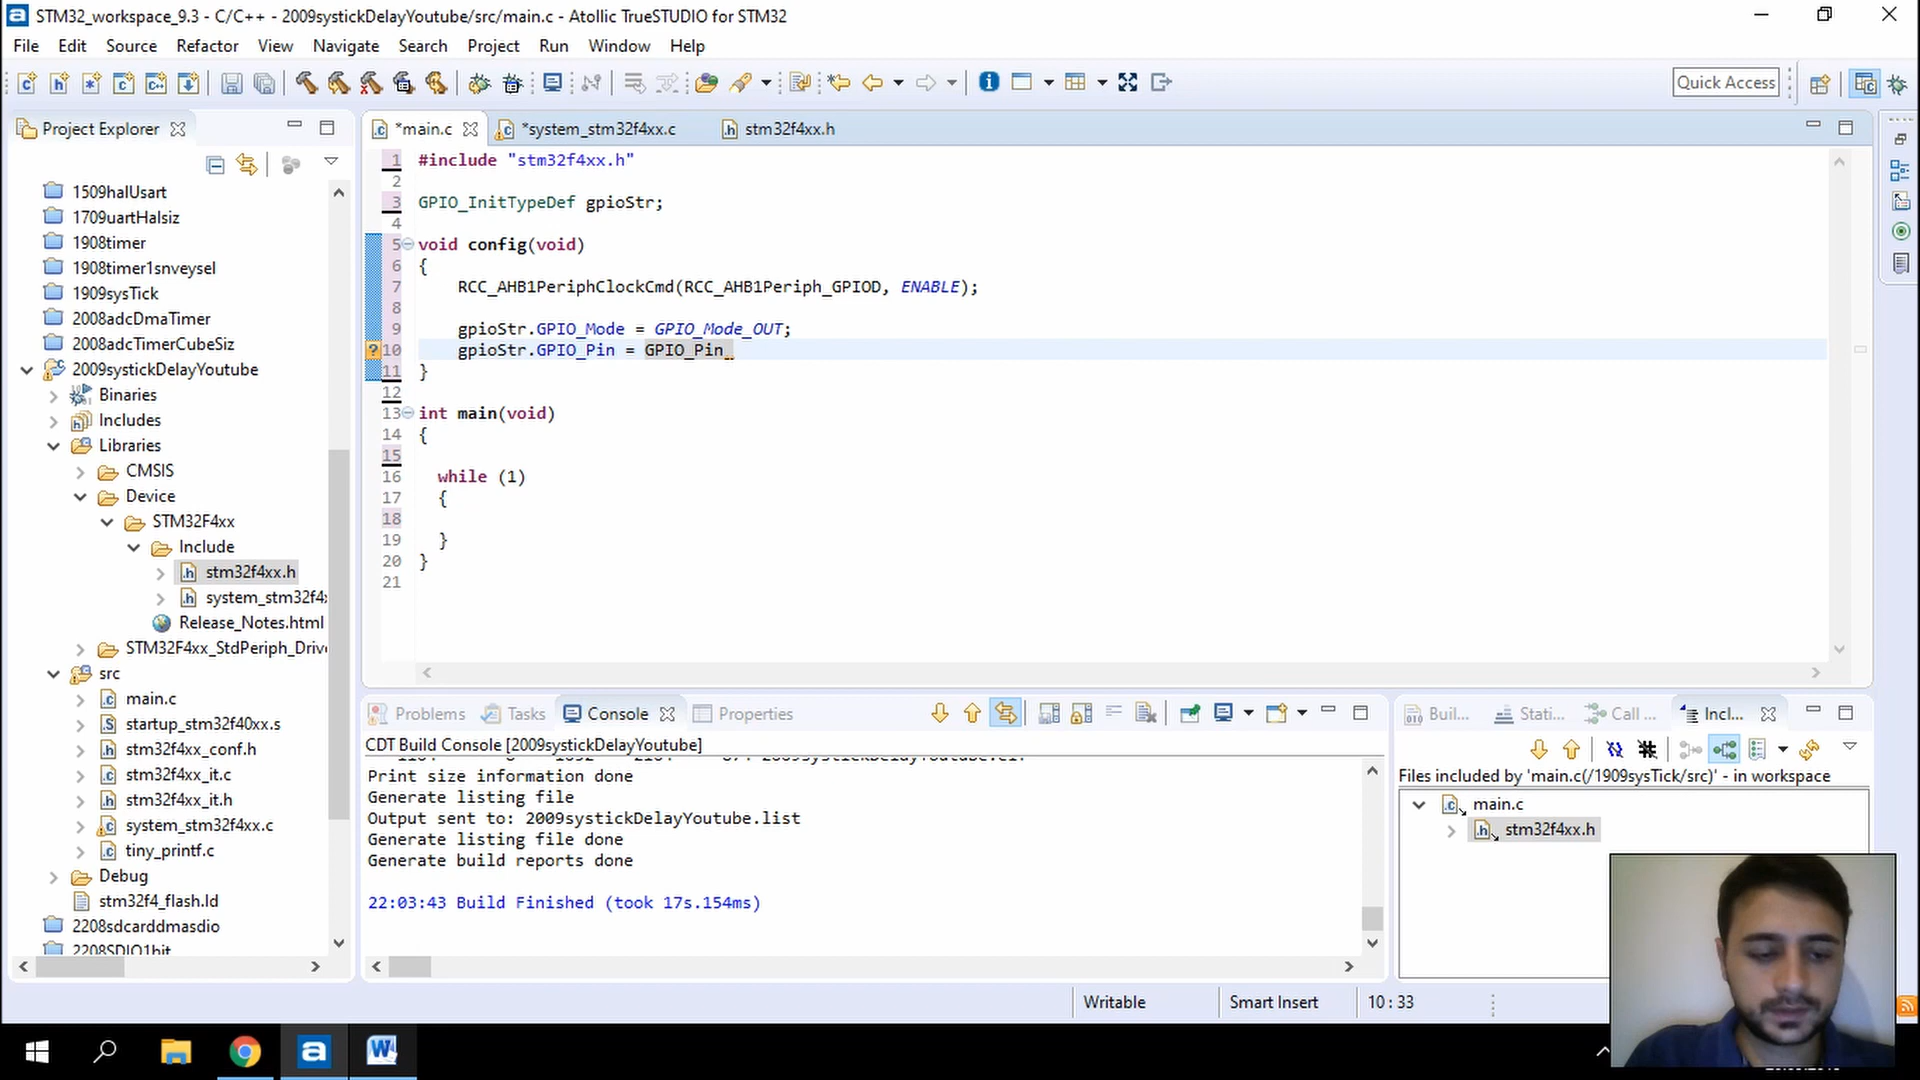 STM32_workspace_9.3 - C/C++ - 2009systickDelayYoutube/src/main.c - Atollic TrueSTUDIO for STM32
File Edit Source Refactor View Navigate Search Project Run Window Help
Quick Access
Project Explorer
1509halUsart
1709uartHalsiz
1908timer
1908timer1snveysel
1909sysTick
2008adcDmaTimer
2008adcTimerCubeSiz
2009systickDelayYoutube
Binaries
Includes
Libraries
CMSIS
Device
STM32F4xx
Include
stm32f4xx.h
system_stm32f4
Release_Notes.html
STM32F4xx_StdPeriph_Driv
src
main.c
startup_stm32f40xx.s
stm32f4xx_conf.h
stm32f4xx_it.c
stm32f4xx_it.h
system_stm32f4xx.c
tiny_printf.c
Debug
stm32f4_flash.ld
2208sdcarddmasdio
2208SDIO1bit
*main.c *system_stm32f4xx.c stm32f4xx.h
1 #include "stm32f4xx.h"
2
3 GPIO_InitTypeDef gpioStr;
4
5 void config(void)
6 {
7 RCC_AHB1PeriphClockCmd(RCC_AHB1Periph_GPIOD, ENABLE);
8
9 gpioStr.GPIO_Mode = GPIO_Mode_OUT;
10 gpioStr.GPIO_Pin = GPIO_Pin_
11 }
12
13 int main(void)
14 {
15
16 while (1)
17 {
18
19 }
20 }
21
Problems Tasks Console Properties
CDT Build Console [2009systickDelayYoutube]
Print size information done
Generate listing file
Output sent to: 2009systickDelayYoutube.list
Generate listing file done
Generate build reports done
22:03:43 Build Finished (took 17s.154ms)
Buil... Stati... Call ... Incl...
Files included by 'main.c(/1909sysTick/src)' - in workspace
main.c
stm32f4xx.h
Writable Smart Insert 10 : 33